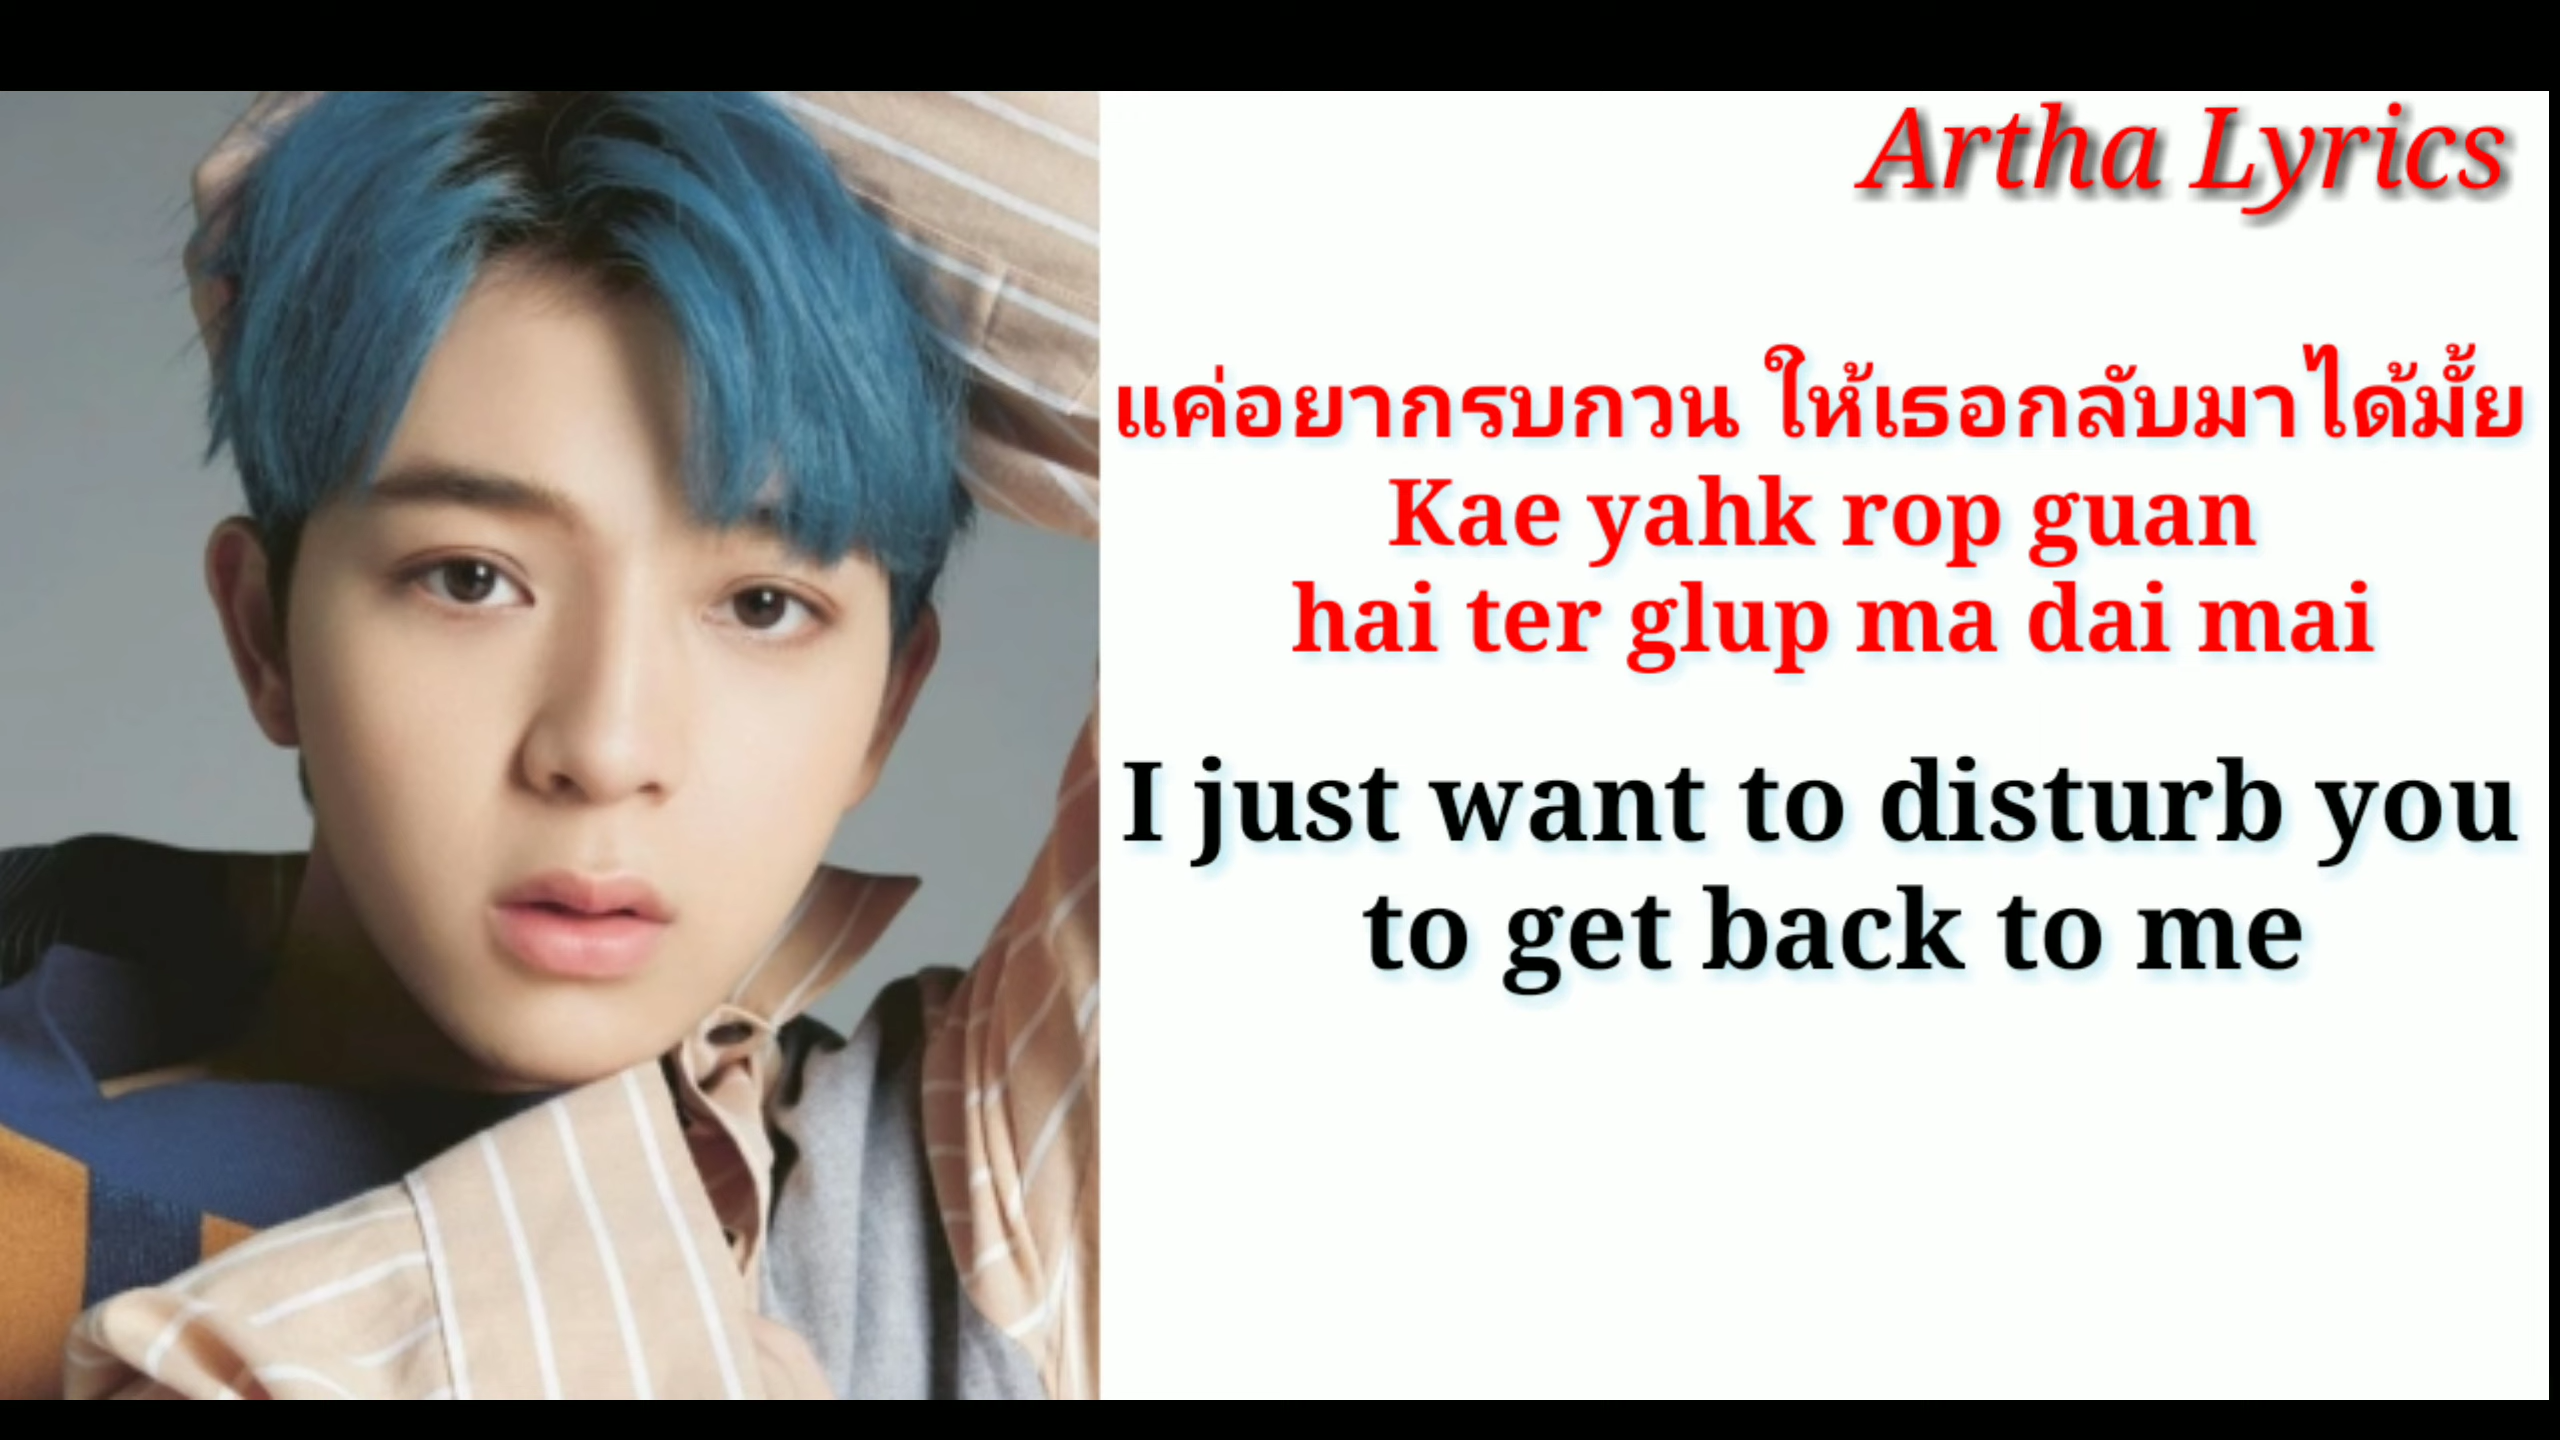 Artha Lyrics
แค่อยากรบกวน ให้เธอกลับมาได้มั้ย
Kae yahk rop guan
hai ter glup ma dai mai
I just want to disturb you
to get back to me